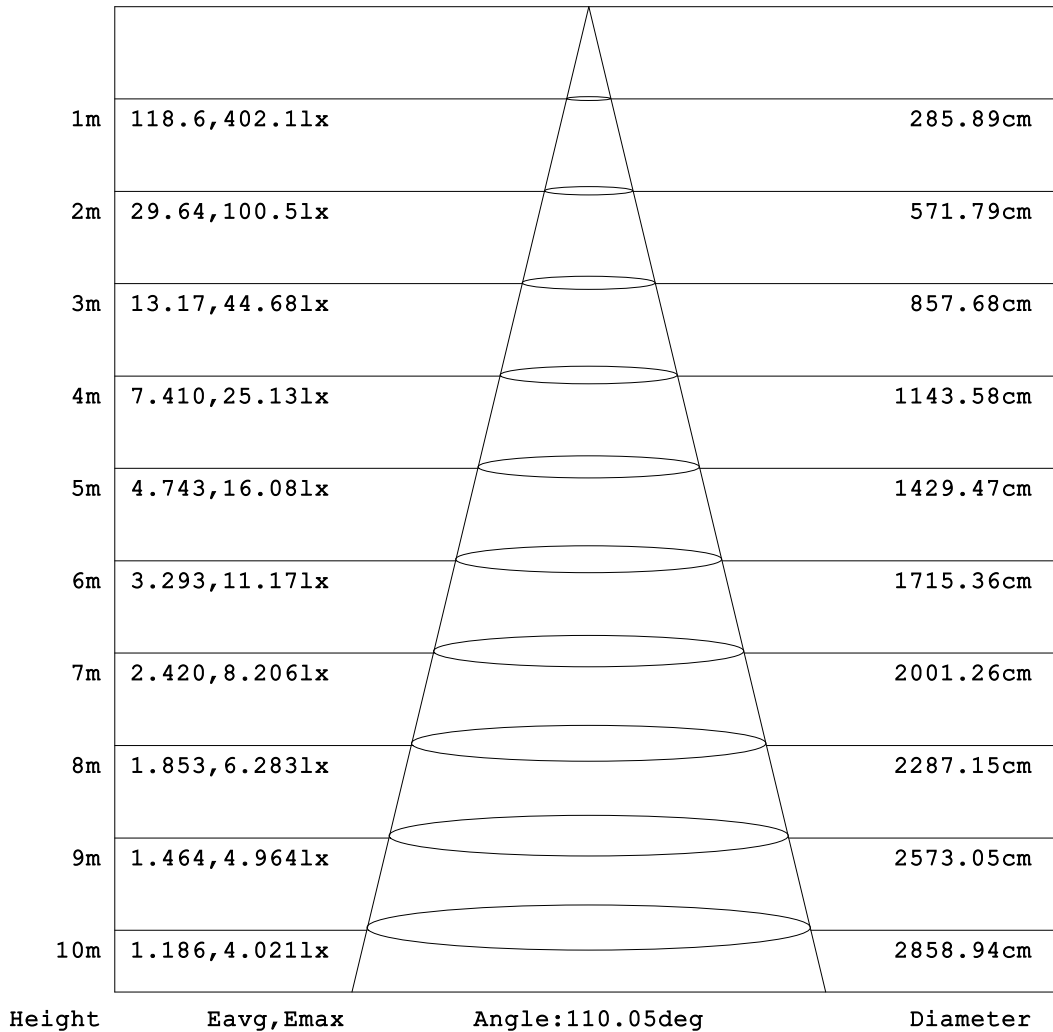 1m 118.6,402.1lx 285.89cm
2m 29.64,100.5lx 571.79cm
3m 13.17,44.68lx 857.68cm
4m 7.410,25.13lx 1143.58cm
5m 4.743,16.08lx 1429.47cm
6m 3.293,11.17lx 1715.36cm
7m 2.420,8.206lx 2001.26cm
8m 1.853,6.283lx 2287.15cm
9m 1.464,4.964lx 2573.05cm
10m 1.186,4.021lx 2858.94cm
Height Eavg,Emax Angle:110.05deg Diameter